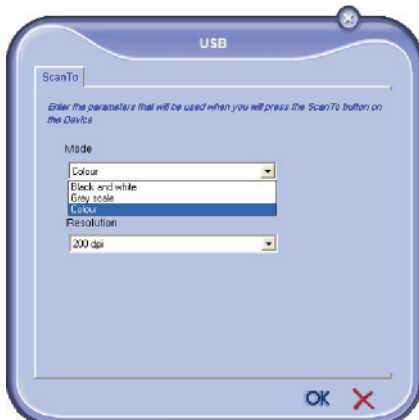 USB
ScanTo
Enter the parameters that will be used when you will press the ScanTo button on
the Device
Mode
Colour
Black and white
Grey scale
Colour
Resolution
200 dpi
OK